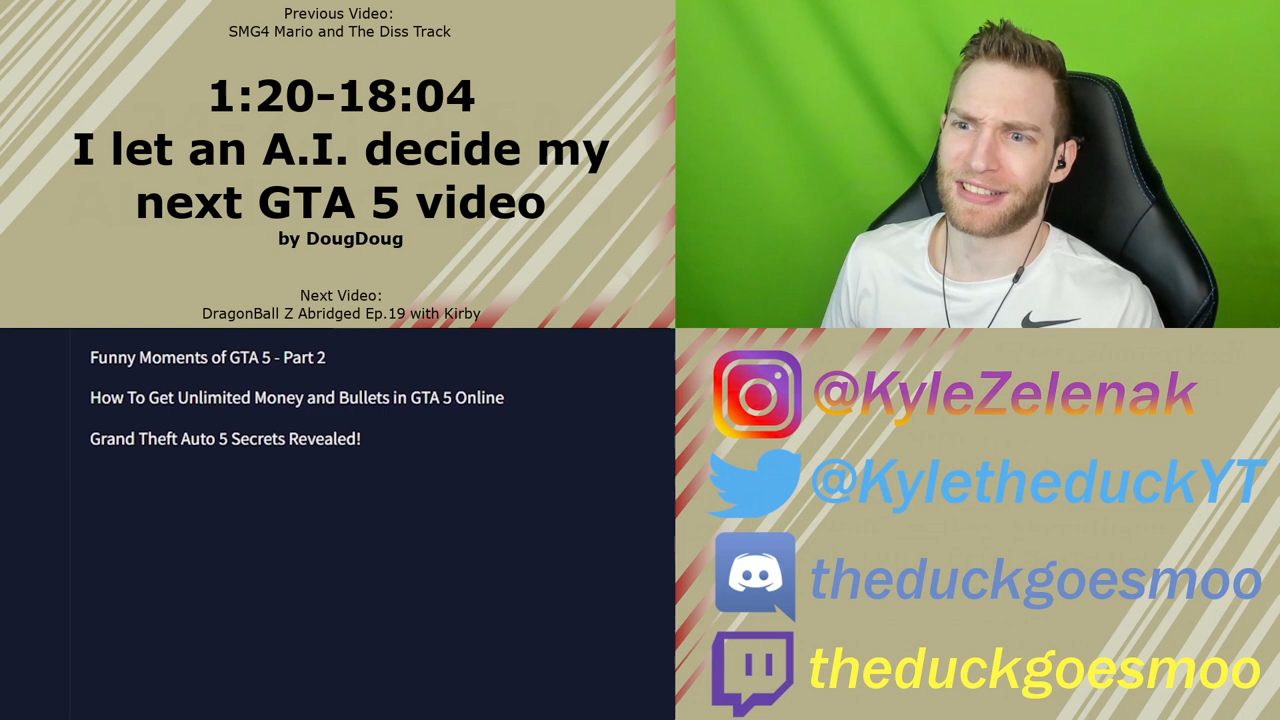 Previous Video:
SMG4 Mario and The Diss Track
1:20-18:04
I let an A.I. decide my
next GTA 5 video
by DougDoug
Next Video:
DragonBall Z Abridged Ep.19 with Kirby
Funny Moments of GTA 5 - Part 2
How To Get Unlimited Money and Bullets in GTA 5 Online
Grand Theft Auto 5 Secrets Revealed!
@KyleZelenak
@KyletheduckYT
theduckgoesmoo
theduckgoesmoo